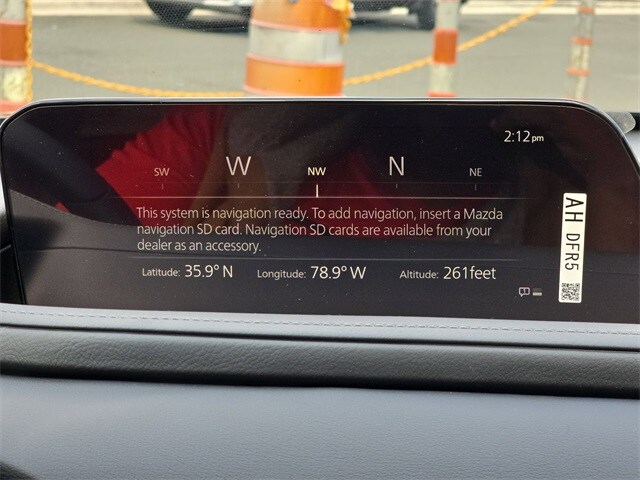 2:12pm
SW W NW N NE
This system is navigation ready. To add navigation, insert a Mazda
navigation SD card. Navigation SD cards are available from your
dealer as an accessory.
Latitude: 35.9° N Longitude: 78.9° W Altitude: 261feet
AH DFR5